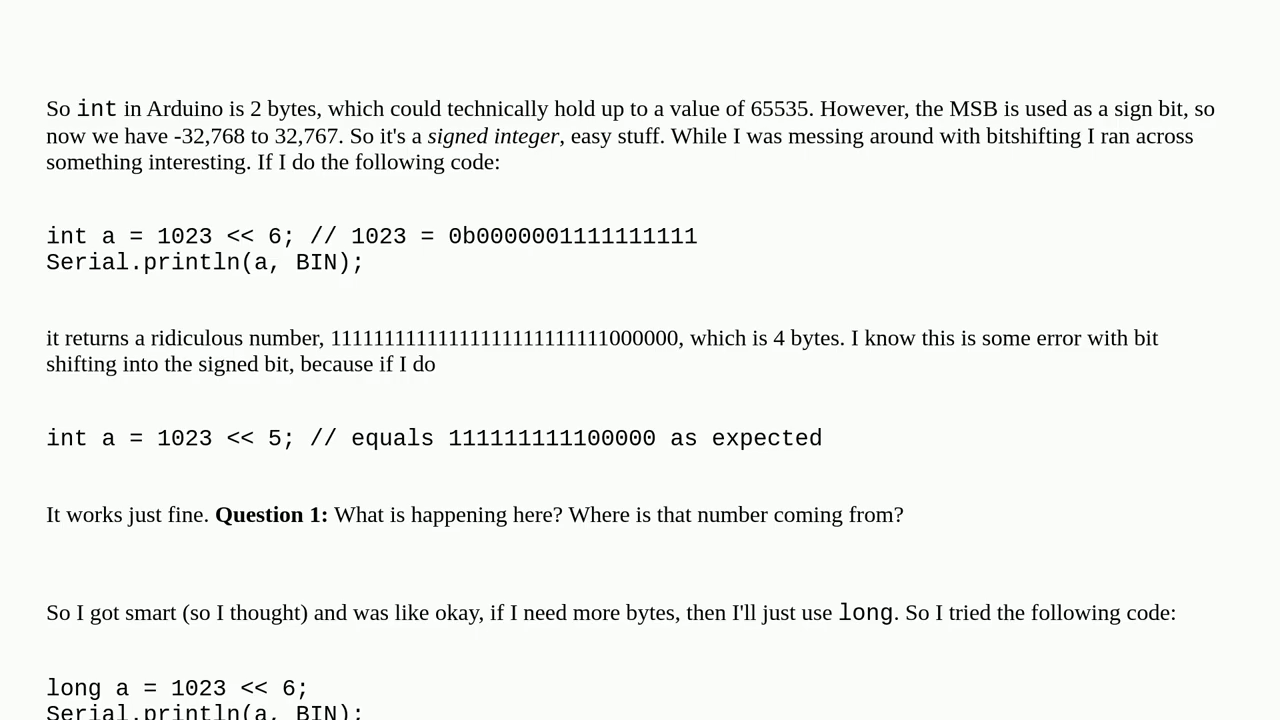 So int in Arduino is 2 bytes, which could technically hold up to a value of 65535. However, the MSB is used as a sign bit, so
now we have -32,768 to 32,767. So it's a signed integer, easy stuff. While I was messing around with bitshifting I ran across
something interesting. If I do the following code:
int a = 1023 << 6; // 1023 = 0b0000001111111111
Serial.println(a, BIN);
it returns a ridiculous number, 11111111111111111111111111000000, which is 4 bytes. I know this is some error with bit
shifting into the signed bit, because if I do
int a = 1023 << 5; // equals 111111111100000 as expected
It works just fine. Question 1: What is happening here? Where is that number coming from?
So I got smart (so I thought) and was like okay, if I need more bytes, then I'll just use long. So I tried the following code:
long a = 1023 << 6;
Serial.println(a, BIN);